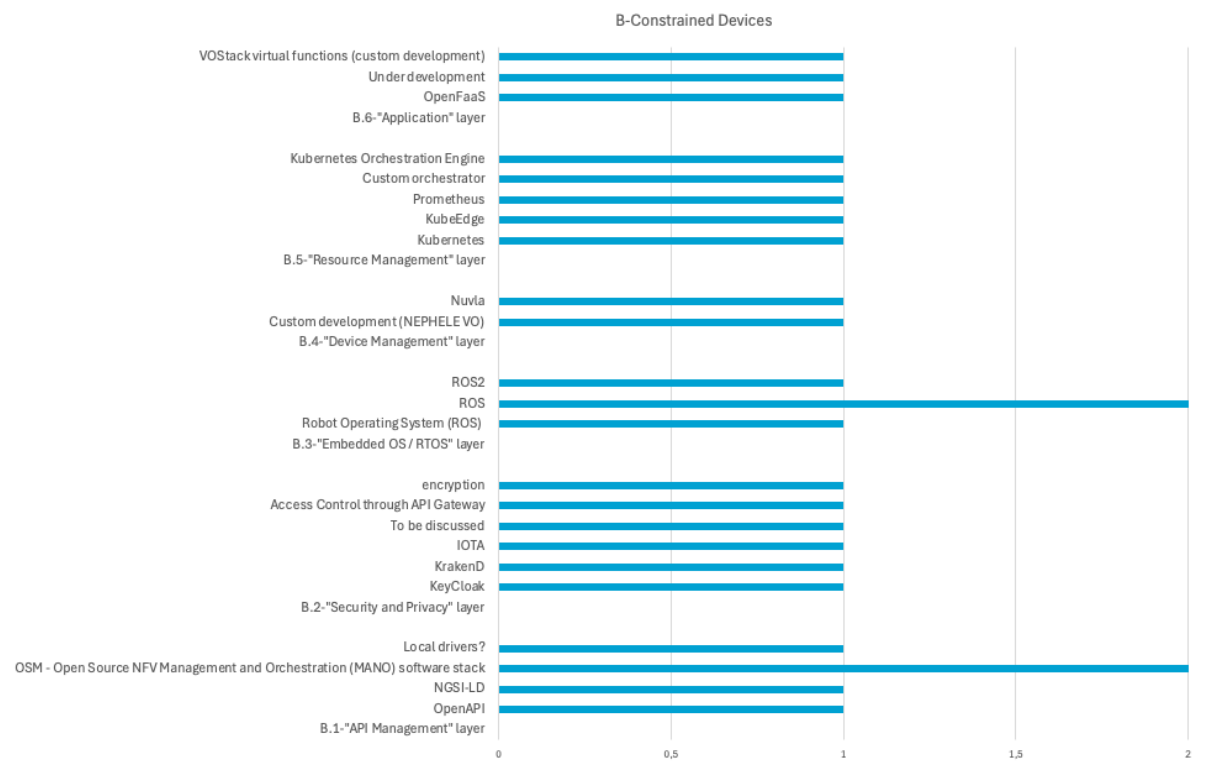 B-Constrained Devices
VOStack virtual functions (custom development)
Under development
OpenFaaS
B.6-"Application" layer
Kubernetes Orchestration Engine
Custom orchestrator
Prometheus
KubeEdge
Kubernetes
B.5-"Resource Management" layer
Nuvla
Custom development (NEPHELE VO)
B.4-"Device Management" layer
ROS2
ROS
Robot Operating System (ROS)
B.3-"Embedded OS / RTOS" layer
encryption
Access Control through API Gateway
To be discussed
IOTA
KrakenD
KeyCloak
B.2-"Security and Privacy" layer
Local drivers?
OSM - Open Source NFV Management and Orchestration (MANO) software stack
NGSI-LD
OpenAPI
B.1-"API Management" layer
0 0,5 1 1,5 2